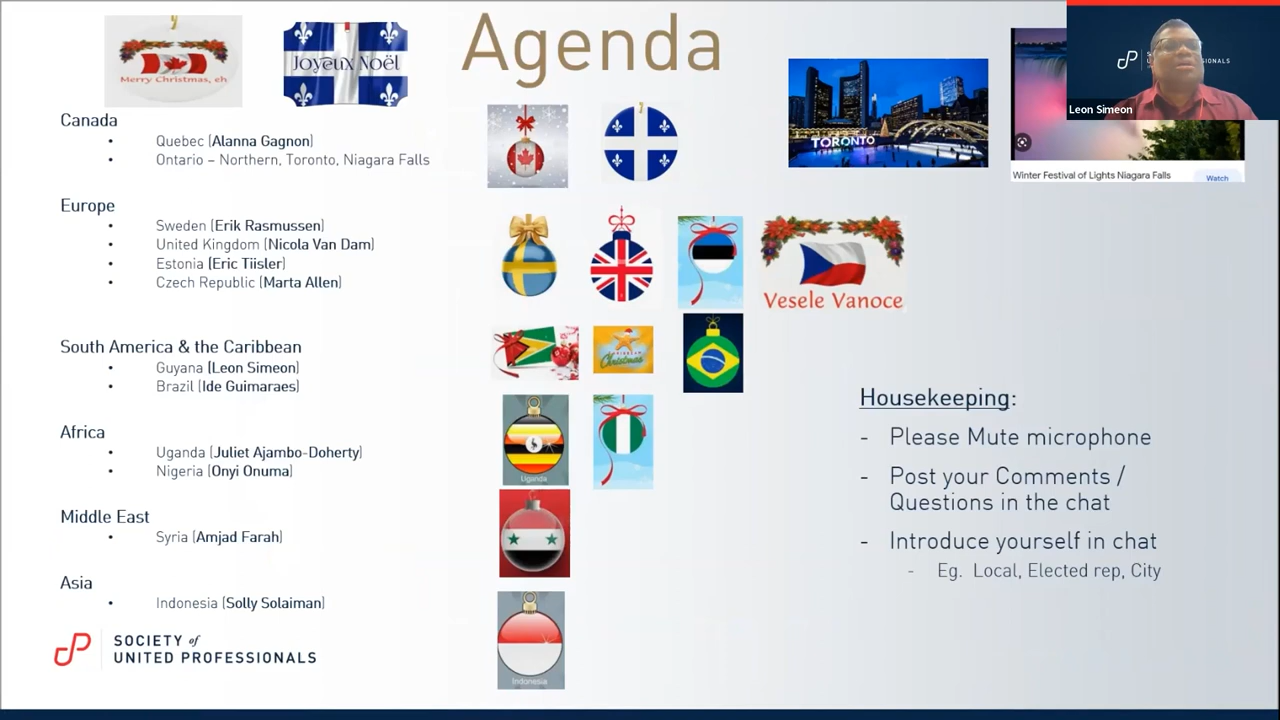 Agenda
Merry Christmas, eh
Joyeux Noël
TORONTO
Leon Simeon
Winter Festival of Lights Niagara Falls
Watch
Canada
• Quebec (Alanna Gagnon)
• Ontario – Northern, Toronto, Niagara Falls
Europe
• Sweden (Erik Rasmussen)
• United Kingdom (Nicola Van Dam)
• Estonia (Eric Tiisler)
• Czech Republic (Marta Allen)
Vesele Vanoce
South America & the Caribbean
• Guyana (Leon Simeon)
• Brazil (Ide Guimaraes)
Christmas
Africa
• Uganda (Juliet Ajambo-Doherty)
• Nigeria (Onyi Onuma)
Uganda
Middle East
• Syria (Amjad Farah)
Asia
• Indonesia (Solly Solaiman)
Indonesia
SOCIETY of
UNITED PROFESSIONALS
Housekeeping:
- Please Mute microphone
- Post your Comments /
Questions in the chat
- Introduce yourself in chat
- Eg. Local, Elected rep, City